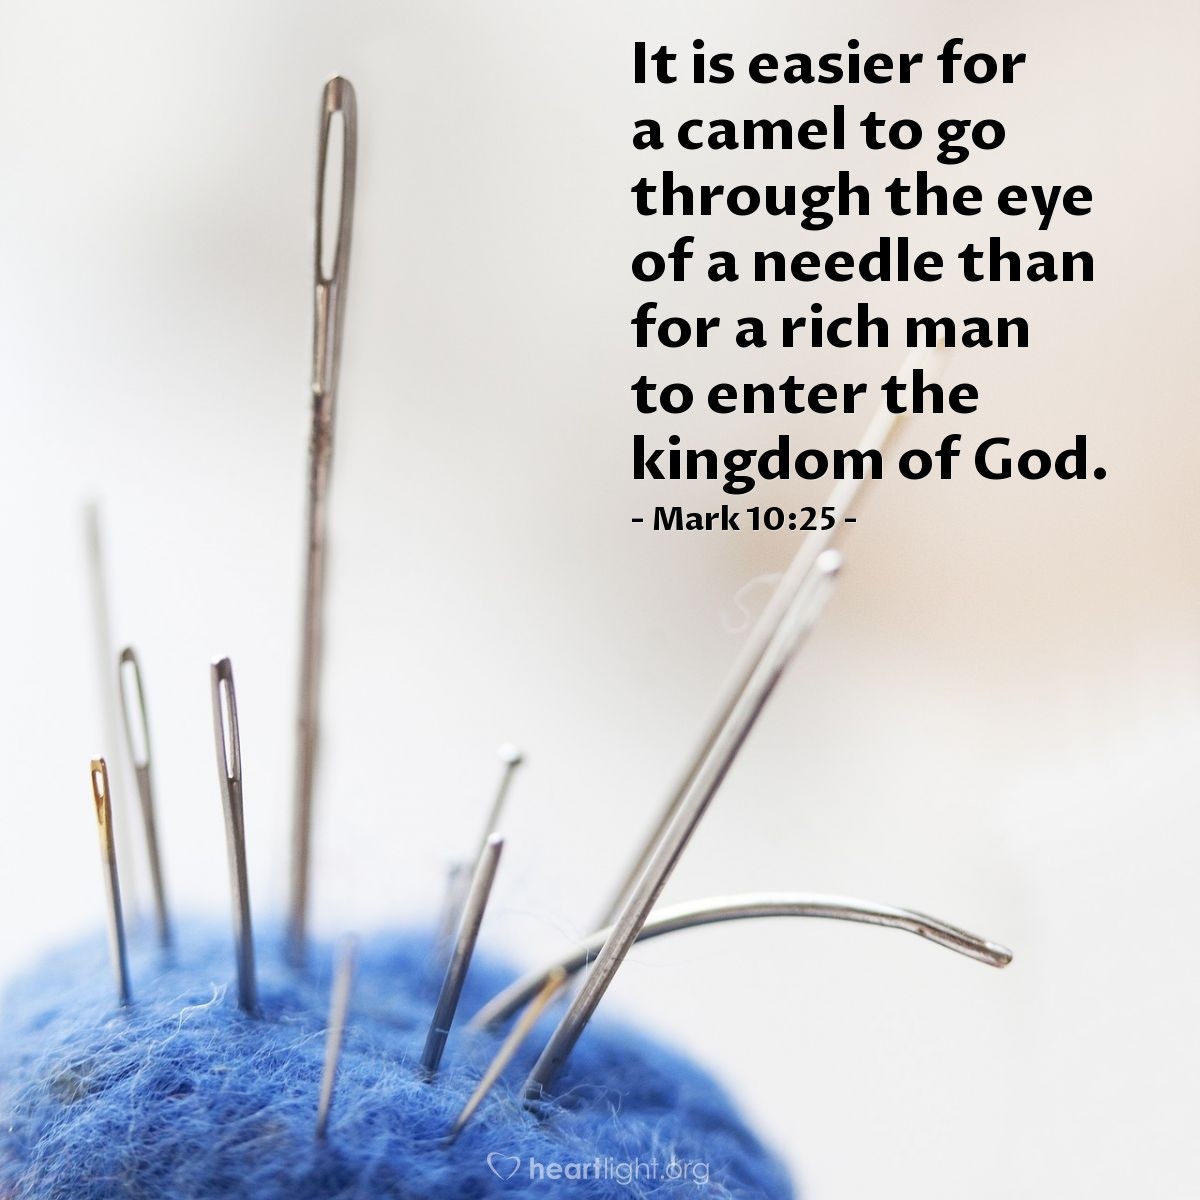 It is easier for
a camel to go
through the eye
of a needle than
for a rich man
to enter the
kingdom of God.
- Mark 10:25 -
heartlight.org